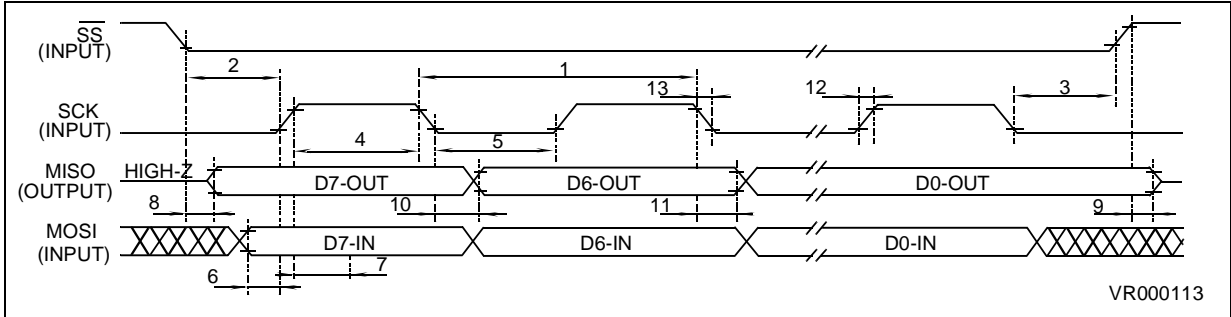 SS
(INPUT)
2
1
13
12
3
SCK
(INPUT)
4
5
MISO
(OUTPUT)
HIGH-Z
D7-OUT
D6-OUT
D0-OUT
8
10
11
9
MOSI
(INPUT)
D7-IN
D6-IN
D0-IN
7
6
VR000113